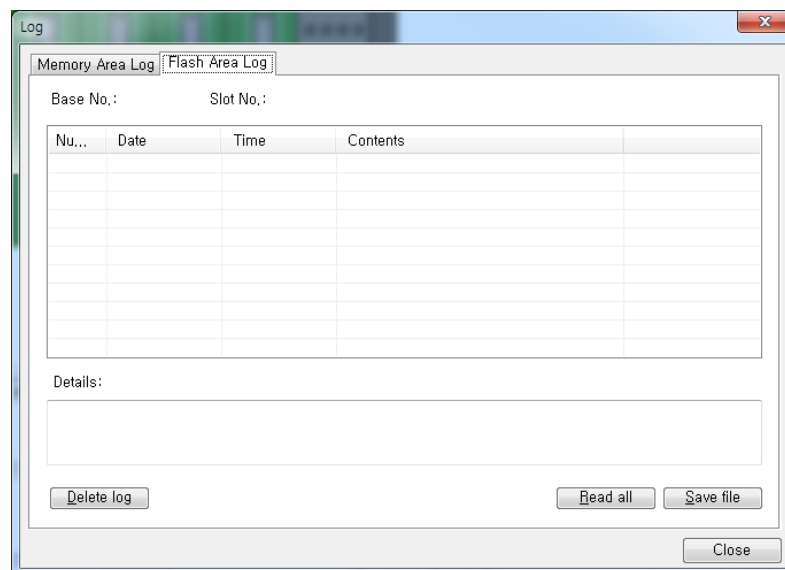 Log
Memory Area Log Flash Area Log
Base No.: Slot No.:
Nu... Date Time Contents
Details:
Delete log Read all Save file
Close